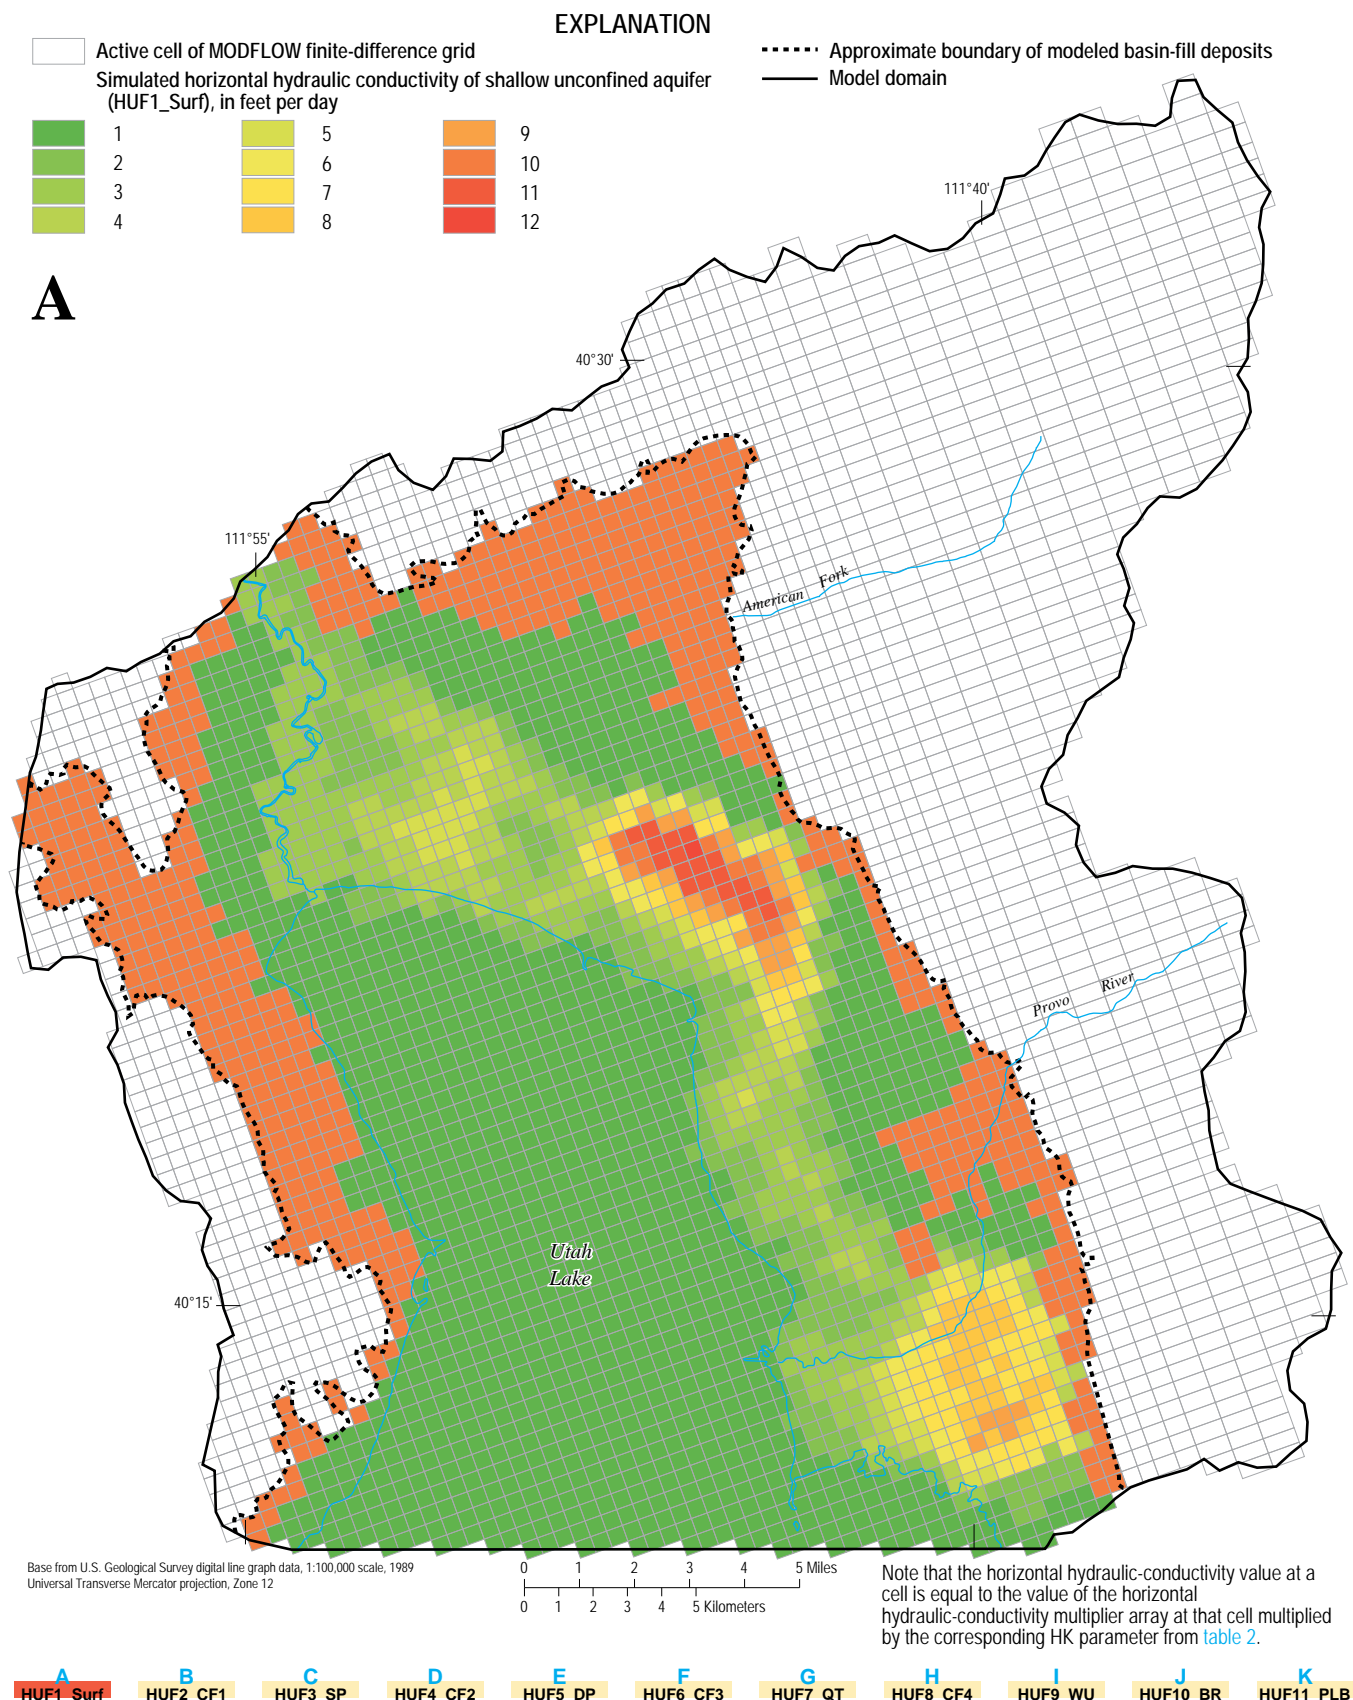 EXPLANATION
Active cell of MODFLOW finite-difference grid
Simulated horizontal hydraulic conductivity of shallow unconfined aquifer
(HUF1_Surf), in feet per day
1
2
3
4
5
6
7
8
9
10
11
12
Approximate boundary of modeled basin-fill deposits
Model domain
A
111°40'
40°30'
111°55'
American Fork
Provo River
Utah
Lake
40°15'
Base from U.S. Geological Survey digital line graph data, 1:100,000 scale, 1989
Universal Transverse Mercator projection, Zone 12
0 1 2 3 4 5 Miles
0 1 2 3 4 5 Kilometers
Note that the horizontal hydraulic-conductivity value at a
cell is equal to the value of the horizontal
hydraulic-conductivity multiplier array at that cell multiplied
by the corresponding HK parameter from table 2.
A B C D E F G H I J K
HUF1_Surf HUF2_CF1 HUF3_SP HUF4_CF2 HUF5_DP HUF6_CF3 HUF7_QT HUF8_CF4 HUF9_WU HUF10_BR HUF11_PLB